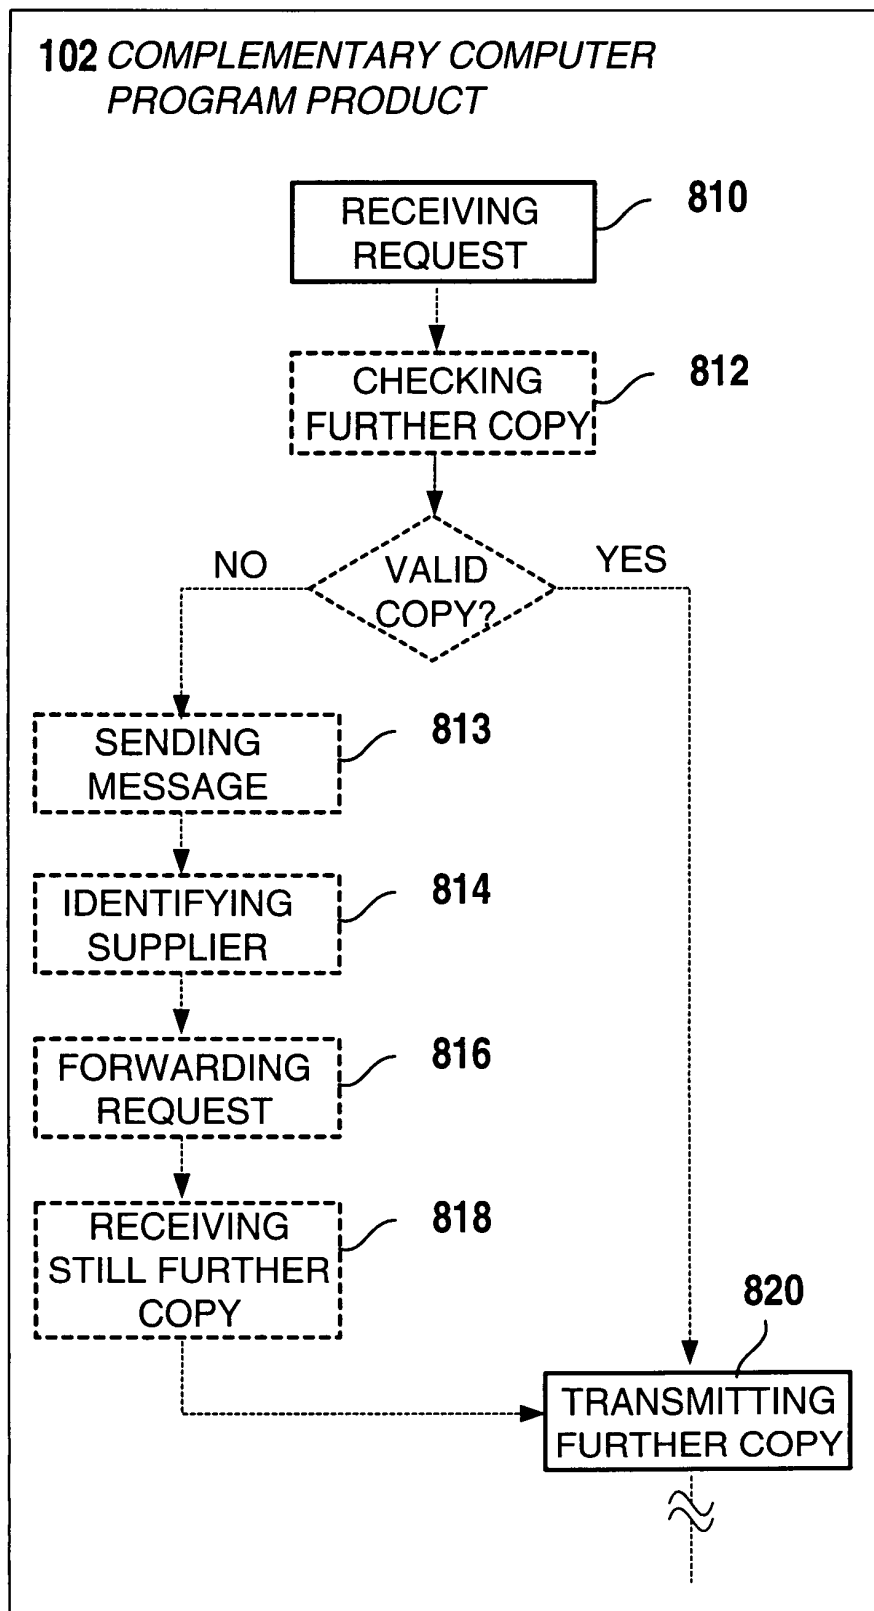 102 COMPLEMENTARY COMPUTER
PROGRAM PRODUCT
RECEIVING
REQUEST
810
CHECKING
FURTHER COPY
812
VALID
COPY?
NO
YES
SENDING
MESSAGE
813
IDENTIFYING
SUPPLIER
814
FORWARDING
REQUEST
816
RECEIVING
STILL FURTHER
COPY
818
820
TRANSMITTING
FURTHER COPY